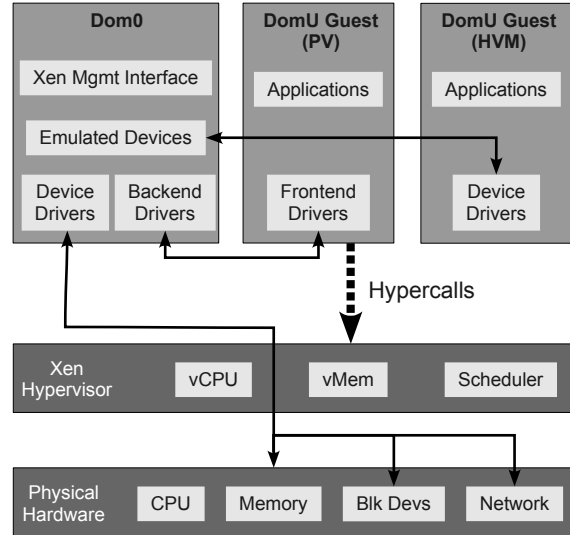 Dom0
Xen Mgmt Interface
Emulated Devices
Device
Drivers
Backend
Drivers
DomU Guest
(PV)
Applications
Frontend
Drivers
DomU Guest
(HVM)
Applications
Device
Drivers
Hypercalls
Xen
Hypervisor
vCPU
vMem
Scheduler
Physical
Hardware
CPU
Memory
Blk Devs
Network